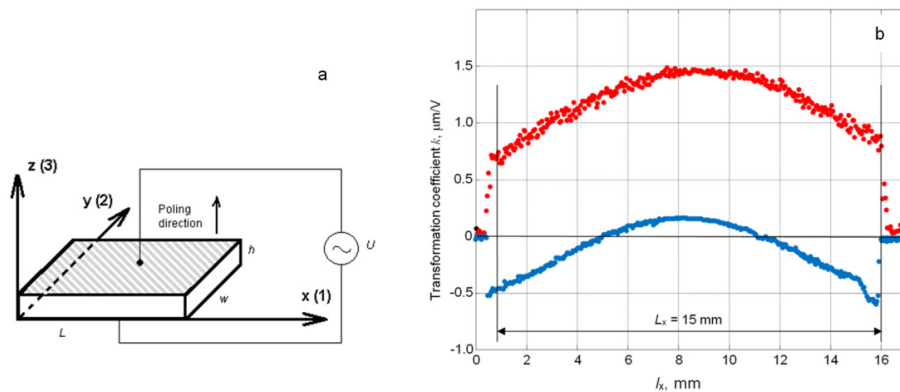 a
z (3)
y (2)
Poling
direction
h
U
w
x (1)
L
b
Transformation coefficient k, μm/V
1.5
1.0
0.5
0
-0.5
-1.0
Lx = 15 mm
0 2 4 6 8 10 12 14 16
lx, mm